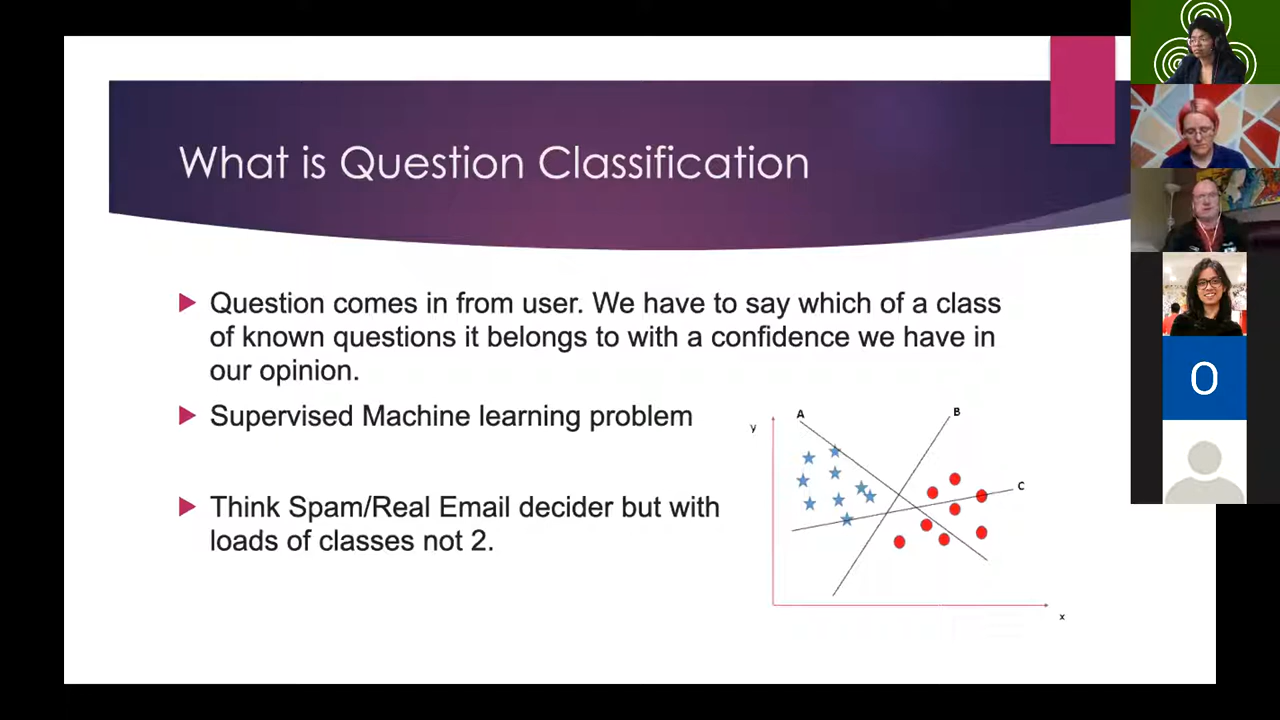 What is Question Classification
Question comes in from user. We have to say which of a class
of known questions it belongs to with a confidence we have in
our opinion.
Supervised Machine learning problem
Think Spam/Real Email decider but with
loads of classes not 2.
A
B
y
C
x
O